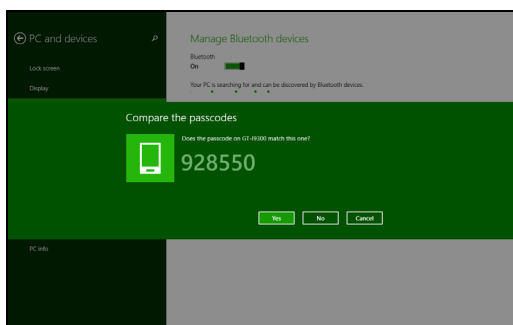 PC and devices
Lock screen
Display
PC info
Manage Bluetooth devices
Bluetooth
On
Your PC is searching for and can be discovered by Bluetooth devices.
Compare the passcodes
Does the passcode on GT-I9300 match this one?
928550
Yes
No
Cancel